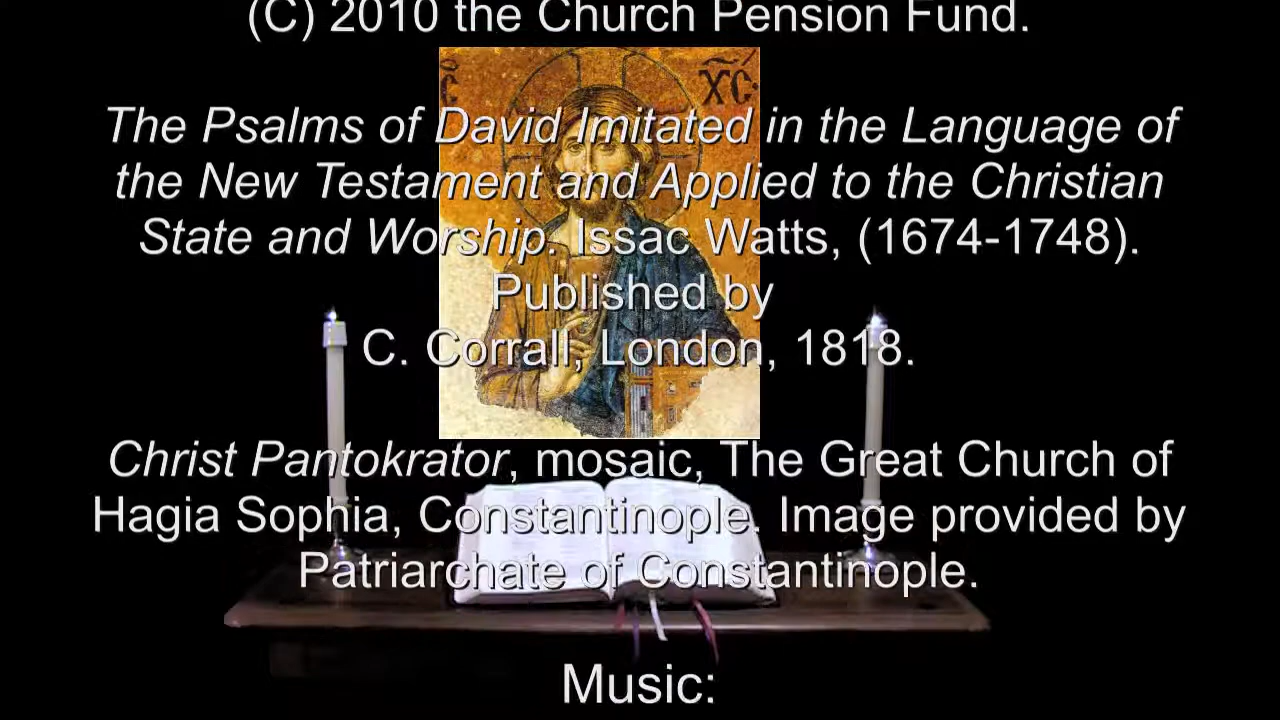 (C) 2010 the Church Pension Fund.
XC
The Psalms of David Imitated in the Language of
the New Testament and Applied to the Christian
State and Worship. Issac Watts, (1674-1748).
Published by
C. Corrall, London, 1818.
Christ Pantokrator, mosaic, The Great Church of
Hagia Sophia, Constantinople. Image provided by
Patriarchate of Constantinople.
Music: